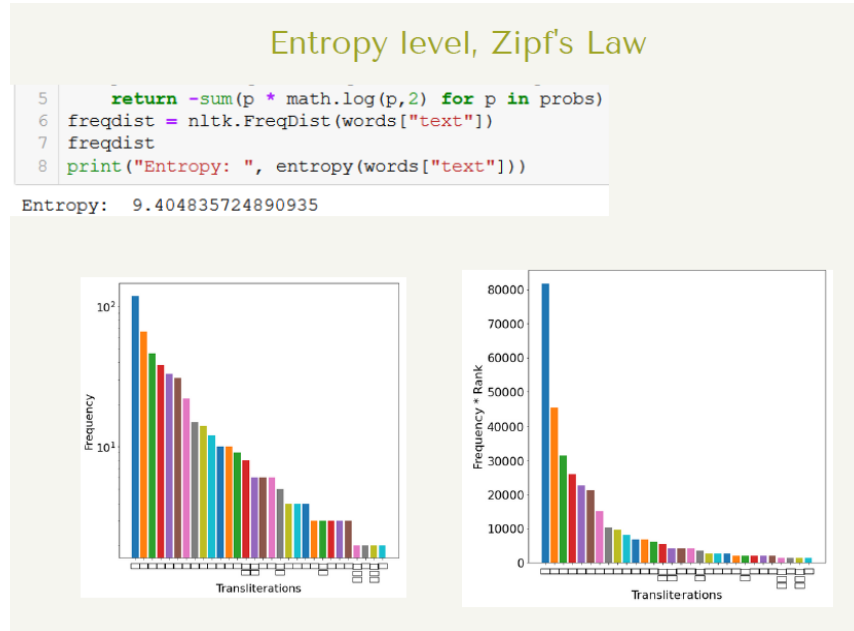 Entropy level, Zipf's Law
5 return -sum(p * math.log(p,2) for p in probs)
6 freqdist = nltk.FreqDist(words["text"])
7 freqdist
8 print("Entropy: ", entropy(words["text"]))
Entropy: 9.404835724890935
10²
10¹
Frequency
Transliterations
80000
70000
60000
50000
40000
30000
20000
10000
0
Frequency * Rank
Transliterations